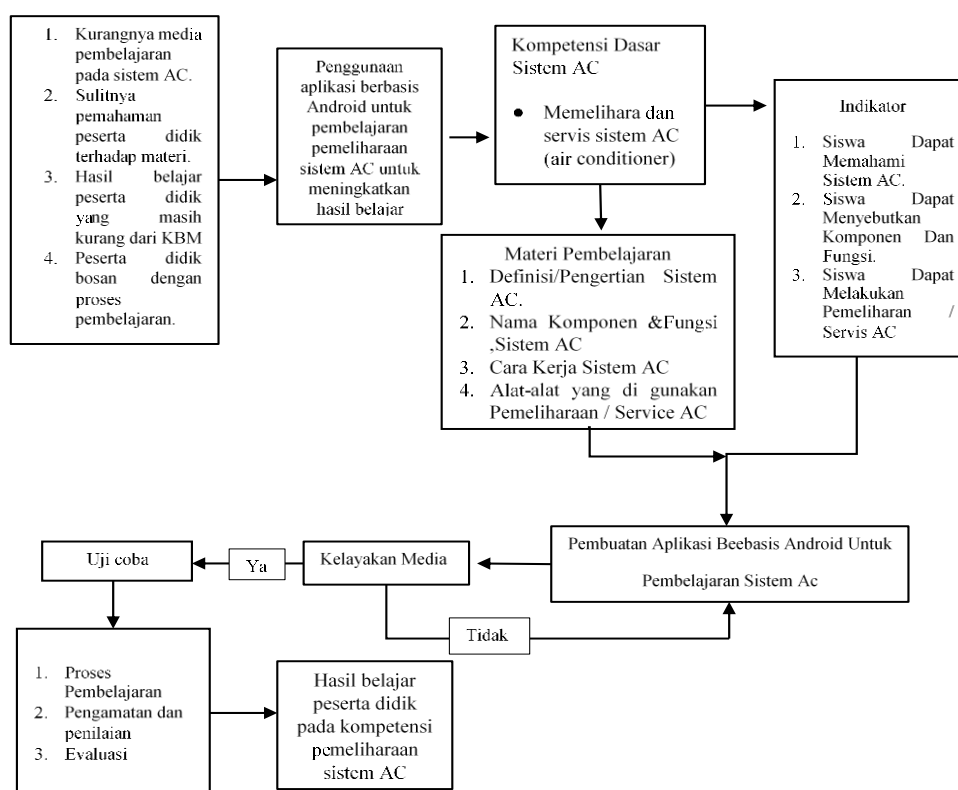 1. Kurangnya media
pembelajaran
pada sistem AC.
2. Sulitnya
pemahaman
peserta didik
terhadap materi.
3. Hasil belajar
peserta didik
yang masih
kurang dari KBM
4. Peserta didik
bosan dengan
proses
pembelajaran.
Penggunaan
aplikasi berbasis
Android untuk
pembelajaran
pemeliharaan
sistem AC untuk
meningkatkan
hasil belajar
Kompetensi Dasar
Sistem AC
● Memelihara dan
servis sistem AC
(air conditioner)
Indikator
1. Siswa Dapat
Memahami
Sistem AC.
2. Siswa Dapat
Menyebutkan
Komponen Dan
Fungsi.
3. Siswa Dapat
Melakukan
Pemeliharan /
Servis AC
Materi Pembelajaran
1. Definisi/Pengertian Sistem
AC.
2. Nama Komponen &Fungsi
,Sistem AC
3. Cara Kerja Sistem AC
4. Alat-alat yang di gunakan
Pemeliharaan / Service AC
Pembuatan Aplikasi Beebasis Android Untuk
Pembelajaran Sistem Ac
Kelayakan Media
Ya
Tidak
Uji coba
1. Proses
Pembelajaran
2. Pengamatan dan
penilaian
3. Evaluasi
Hasil belajar
peserta didik
pada kompetensi
pemeliharaan
sistem AC